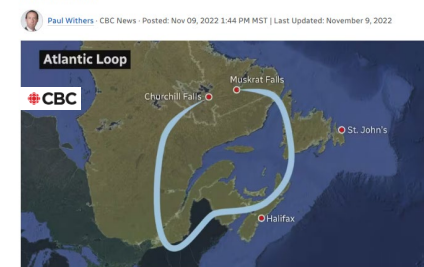 Paul Withers · CBC News · Posted: Nov 09, 2022 1:44 PM MST | Last Updated: November 9, 2022
Atlantic Loop
CBC
Muskrat Falls
Churchill Falls
St. John's
Halifax